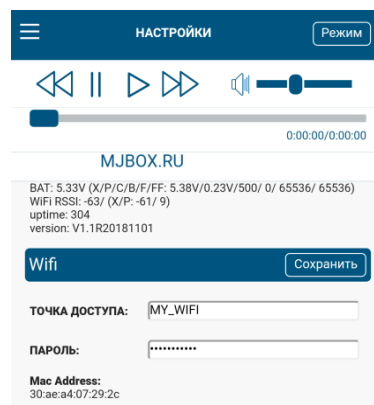 НАСТРОЙКИ
Режим
0:00:00/0:00:00
MJBOX.RU
BAT: 5.33V (X/P/C/B/F/FF: 5.38V/0.23V/500/ 0/ 65536/ 65536)
WiFi RSSI: -63/ (X/P: -61/ 9)
uptime: 304
version: V1.1R20181101
Wifi
Сохранить
ТОЧКА ДОСТУПА: MY_WIFI
ПАРОЛЬ: •••••••••••
Mac Address:
30:ae:a4:07:29:2c